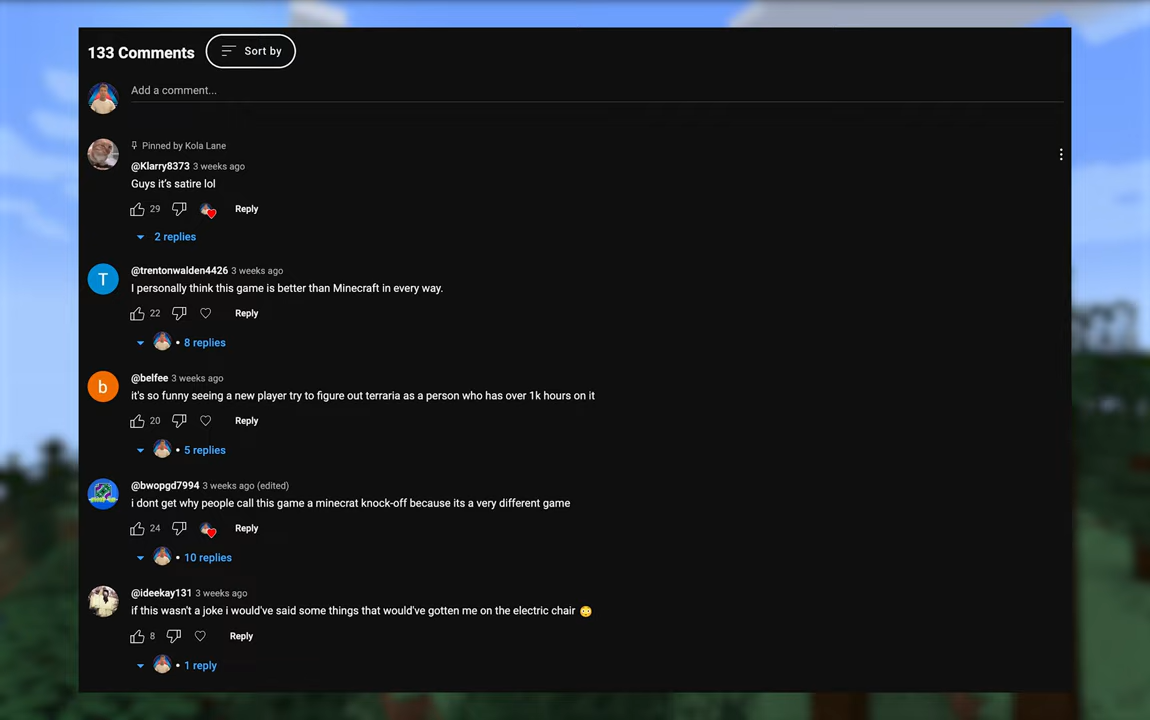 133 Comments
Sort by
Add a comment...
Pinned by Kola Lane
@Klarry8373 3 weeks ago
Guys it's satire lol
29 Reply
2 replies
T
@trentonwalden4426 3 weeks ago
I personally think this game is better than Minecraft in every way.
22 Reply
• 8 replies
b
@belfee 3 weeks ago
it's so funny seeing a new player try to figure out terraria as a person who has over 1k hours on it
20 Reply
• 5 replies
@bwopgd7994 3 weeks ago (edited)
i dont get why people call this game a minecrat knock-off because its a very different game
24 Reply
• 10 replies
@ideekay131 3 weeks ago
if this wasn't a joke i would've said some things that would've gotten me on the electric chair 😳
8 Reply
• 1 reply